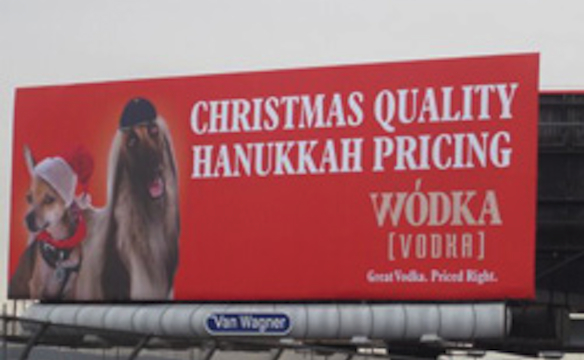 CHRISTMAS QUALITY
HANUKKAH PRICING
WÓDKA
[VODKA]
Great Vodka. Priced Right.
Van Wagner